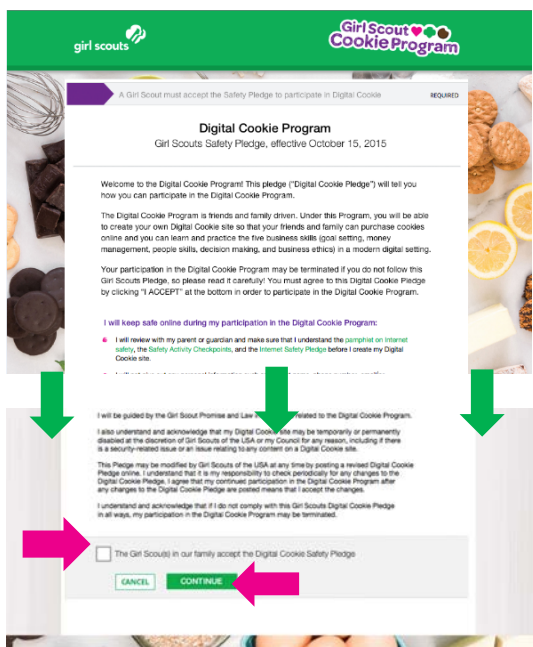 girl scouts
Girl Scout
Cookie Program
A Girl Scout must accept the Safety Pledge to participate in Digital Cookie
REQUIRED
Digital Cookie Program
Girl Scouts Safety Pledge, effective October 15, 2015
Welcome to the Digital Cookie Program! This pledge ("Digital Cookie Pledge") will tell you
how you can participate in the Digital Cookie Program.
The Digital Cookie Program is friends and family driven. Under this Program, you will be able
to create your own Digital Cookie site so that your friends and family can purchase cookies
online and you can learn and practice the five business skills (goal setting, money
management, people skills, decision making, and business ethics) in a modern digital setting.
Your participation in the Digital Cookie Program may be terminated if you do not follow this
Girl Scouts Pledge, so please read it carefully! You must agree to this Digital Cookie Pledge
by clicking "I ACCEPT" at the bottom in order to participate in the Digital Cookie Program.
I will keep safe online during my participation in the Digital Cookie Program:
I will review with my parent or guardian and make sure that I understand the pamphlet on internet
safety, the Safety Activity Checkpoints, and the Internet Safety Pledge before I create my Digital
Cookie site.
I will be guided by the Girl Scout Promise and Law in related to the Digital Cookie Program.
I also understand and acknowledge that my Digital Cookie site may be temporarily or permanently
disabled at the discretion of Girl Scouts of the USA or my Council for any reason, including if there
is a security-related issue or an issue relating to any content on a Digital Cookie site.
This Pledge may be modified by Girl Scouts of the USA at any time by posting a revised Digital Cookie
Pledge online. I understand that it is my responsibility to check periodically for any changes to the
Digital Cookie Pledge. I agree that my continued participation in the Digital Cookie Program after
any changes to the Digital Cookie Pledge are posted means that I accept the changes.
I understand and acknowledge that if I do not comply with this Girl Scouts Digital Cookie Pledge
in all ways, my participation in the Digital Cookie Program may be terminated.
The Girl Scout(s) in our family accept the Digital Cookie Safety Pledge
CANCEL
CONTINUE